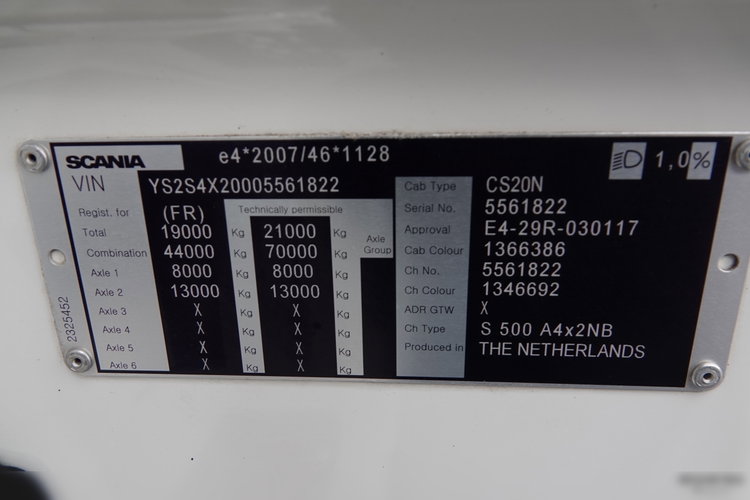 SCANIA e4*2007/46*1128 1,0%
VIN YS2S4X20005561822
Regist. for (FR) Technically permissible
Total 19000 Kg 21000 Kg Axle Group
Combination 44000 Kg 70000 Kg
Axle 1 8000 Kg 8000 Kg
Axle 2 13000 Kg 13000 Kg
Axle 3 X Kg X Kg
Axle 4 X Kg X Kg
Axle 5 X Kg X Kg
Axle 6 X Kg X Kg
Cab Type CS20N
Serial No. 5561822
Approval E4-29R-030117
Cab Colour 1366386
Ch No. 5561822
Ch Colour 1346692
ADR GTW X
Ch Type S 500 A4x2NB
Produced in THE NETHERLANDS
2325452